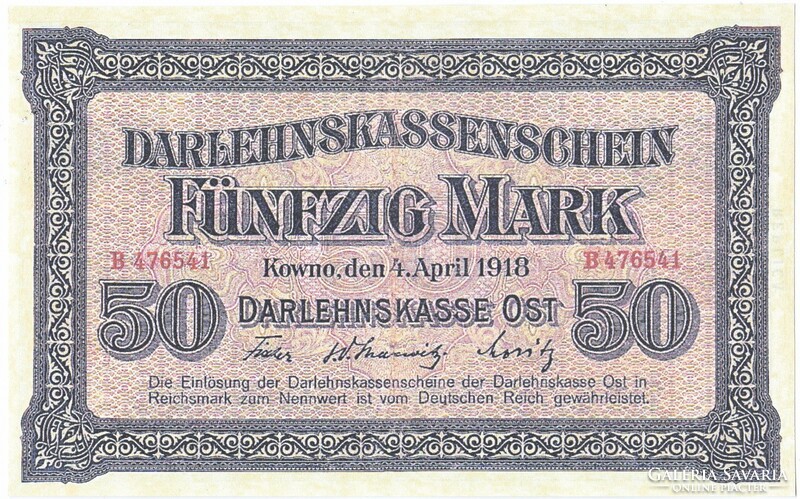 DARLEHNSKASSENSCHEIN
FÜNFZIG MARK
B 476541 B 476541
Kowno, den 4. April 1918
50 DARLEHNSKASSE OST 50
Die Einlösung der Darlehnskassenscheine der Darlehnskasse Ost in
Reichsmark zum Nennwert ist vom Deutschen Reich gewährleistet.
GALERIA SAVARIA
ONLINE PIACTÉR